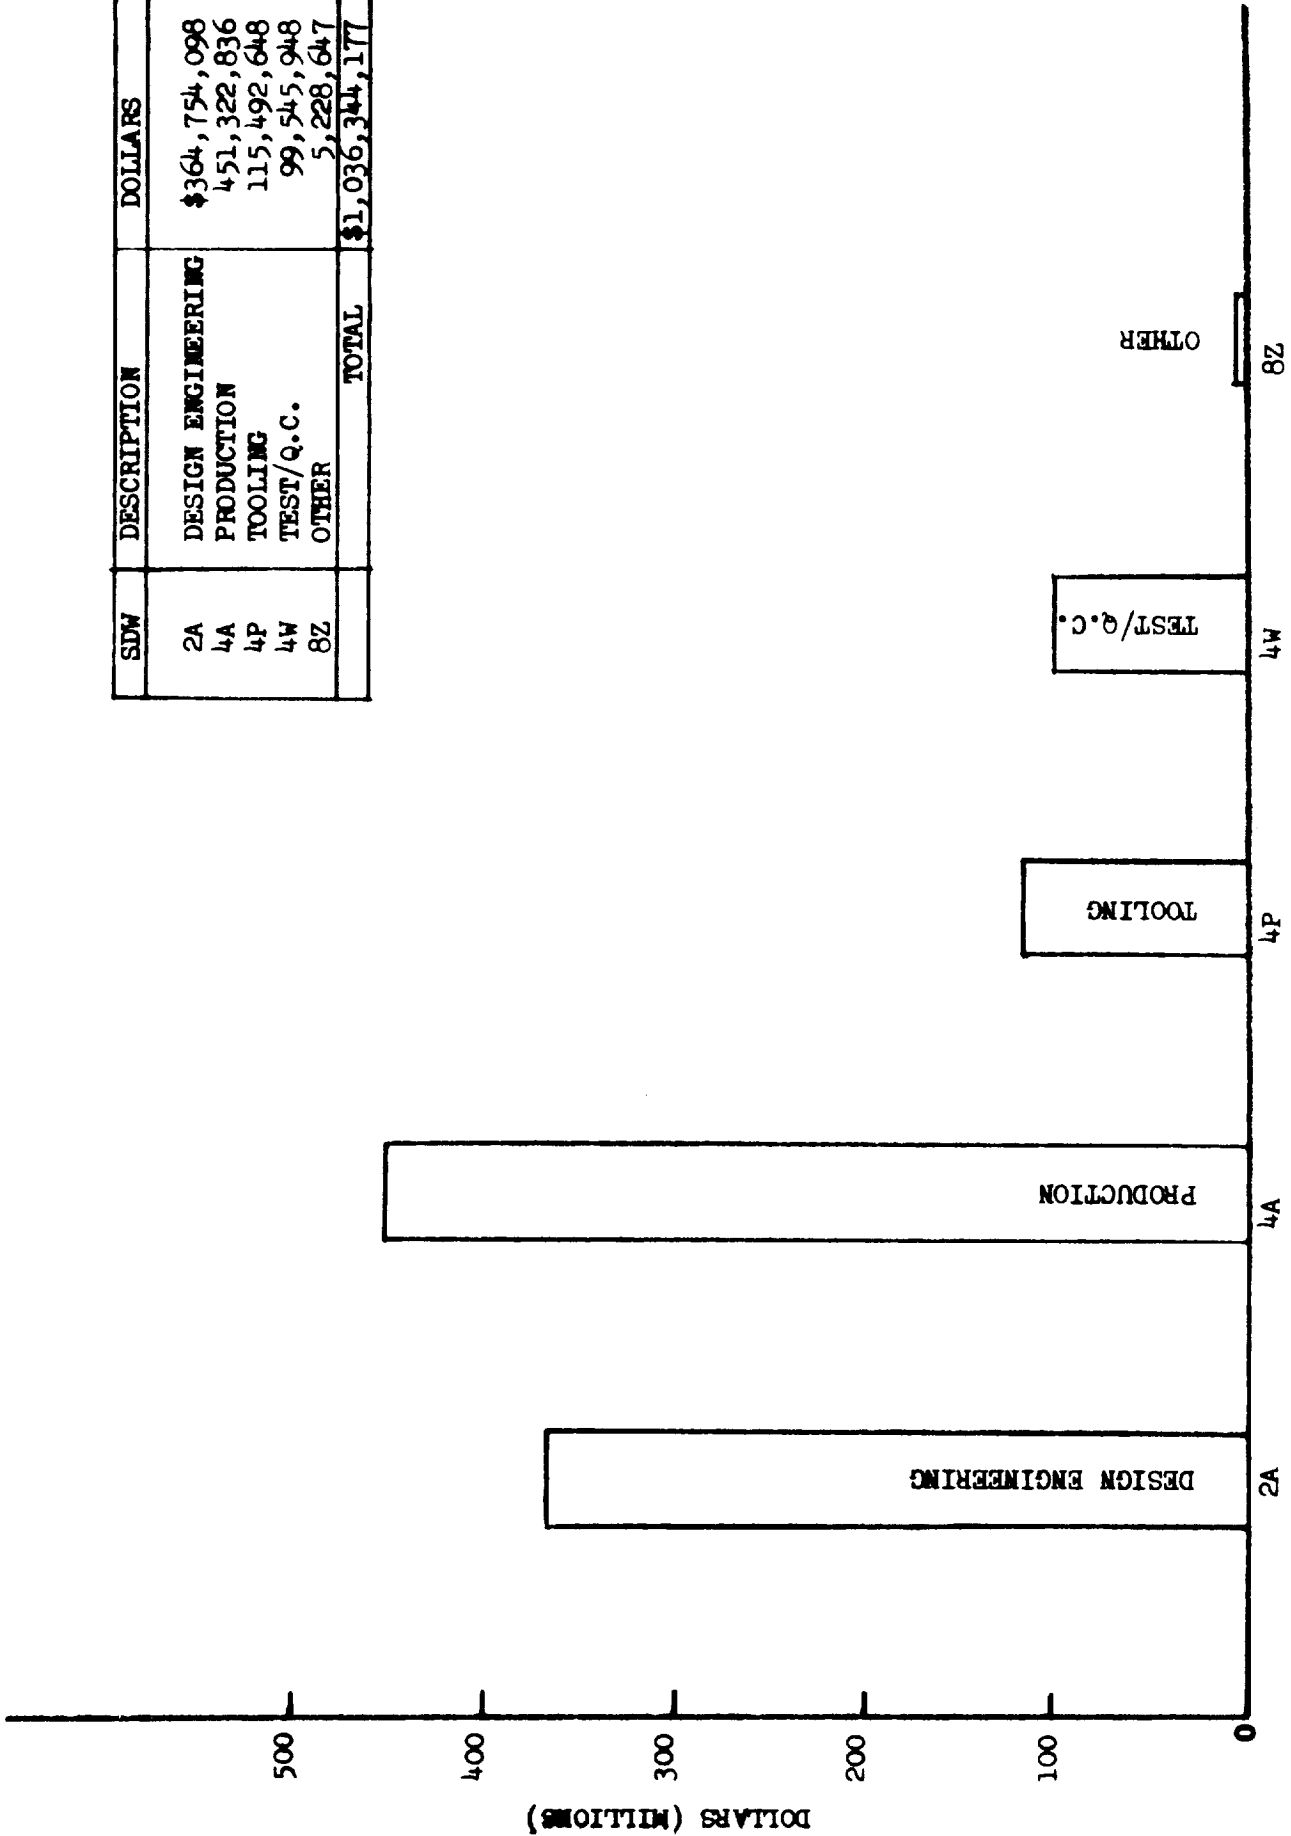 SDW DESCRIPTION DOLLARS
2A DESIGN ENGINEERING $364,754,098
4A PRODUCTION 451,322,836
4P TOOLING 115,492,648
4W TEST/Q.C. 99,545,948
8Z OTHER 5,228,647
TOTAL $1,036,344,177
DOLLARS (MILLIONS)
500
400
300
200
100
0
DESIGN ENGINEERING
PRODUCTION
TOOLING
TEST/Q.C.
OTHER
2A 4A 4P 4W 8Z